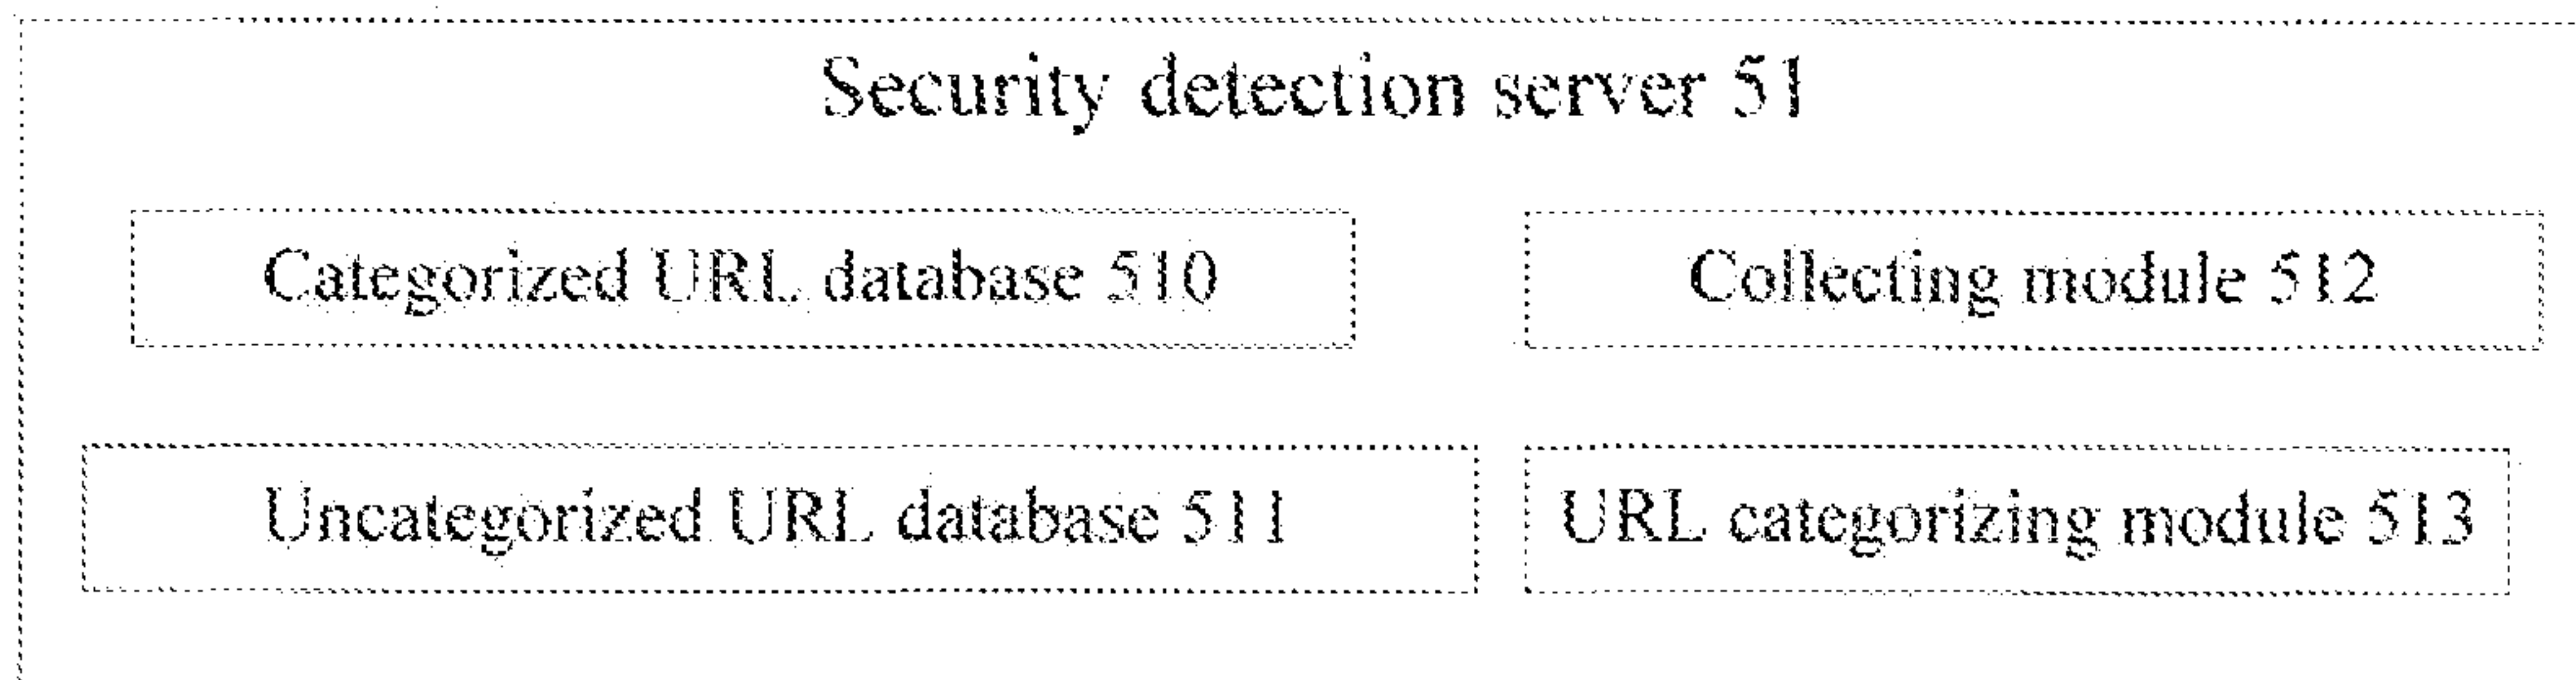 Security detection server 51
Categorized URL database 510
Collecting module 512
Uncategorized URL database 511
URL categorizing module 513